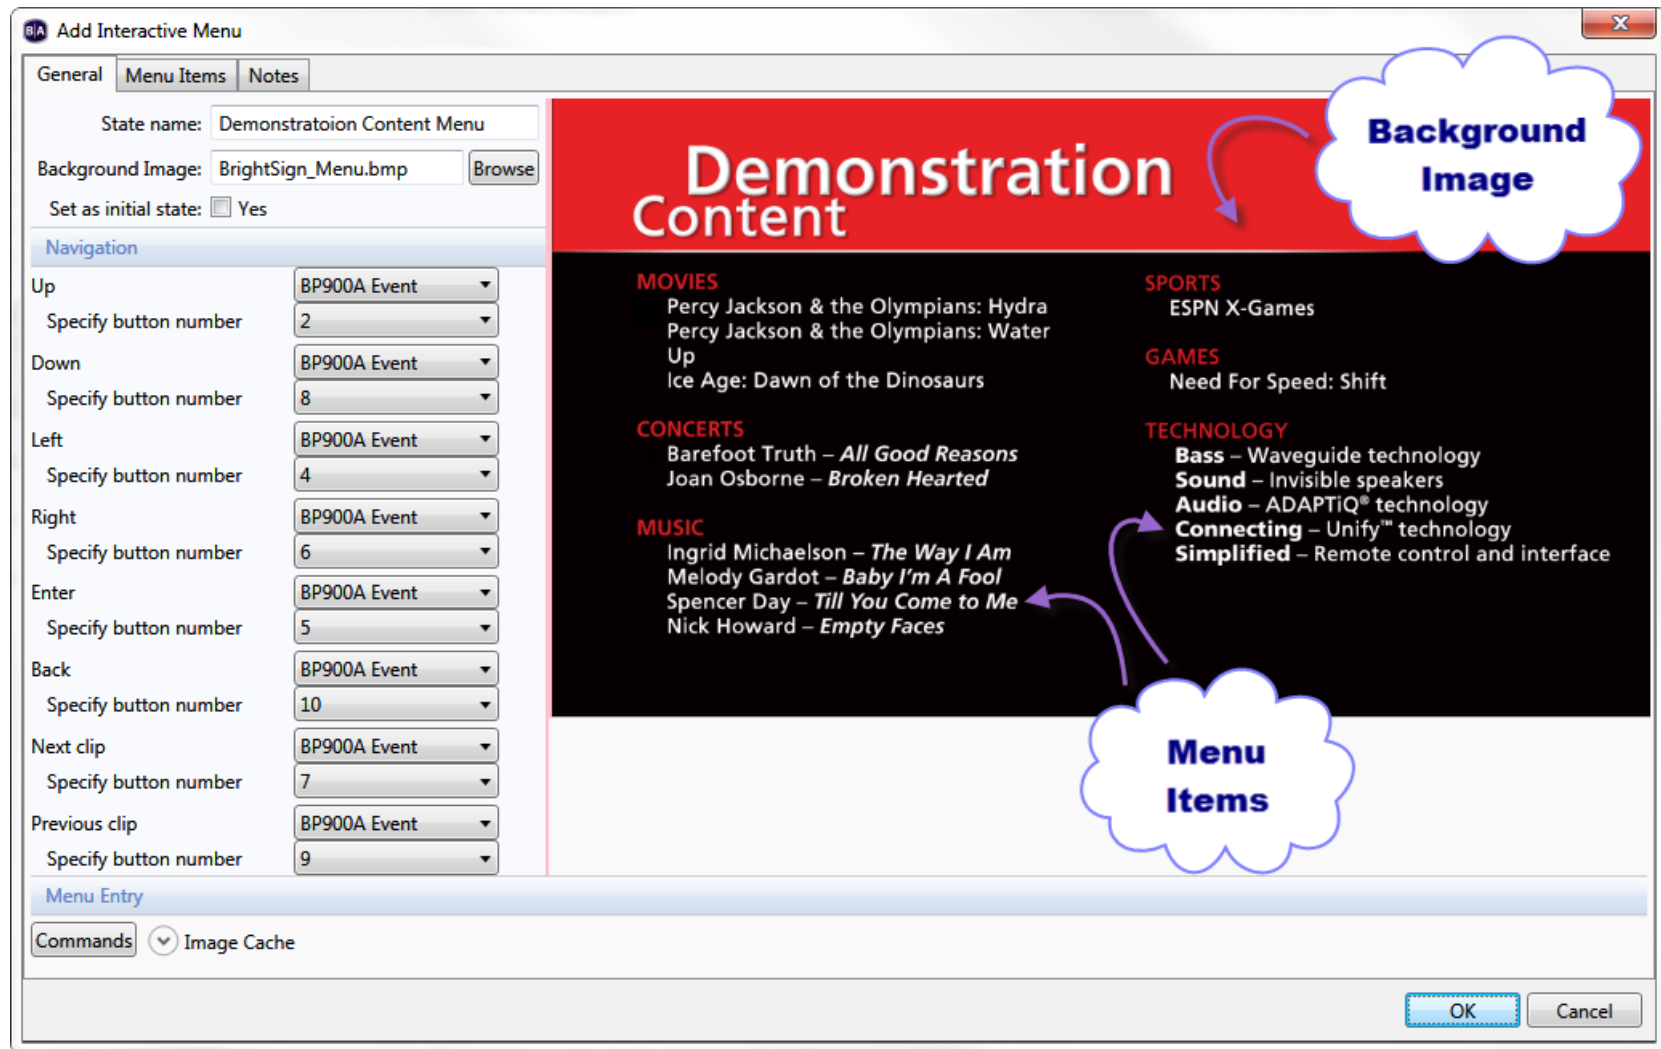 BA Add Interactive Menu
X
General Menu Items Notes
State name: Demonstratoion Content Menu
Background Image: BrightSign_Menu.bmp Browse
Set as initial state: Yes
Navigation
Up BP900A Event
Specify button number 2
Down BP900A Event
Specify button number 8
Left BP900A Event
Specify button number 4
Right BP900A Event
Specify button number 6
Enter BP900A Event
Specify button number 5
Back BP900A Event
Specify button number 10
Next clip BP900A Event
Specify button number 7
Previous clip BP900A Event
Specify button number 9
Demonstration
Content
MOVIES
Percy Jackson & the Olympians: Hydra
Percy Jackson & the Olympians: Water
Up
Ice Age: Dawn of the Dinosaurs
CONCERTS
Barefoot Truth – All Good Reasons
Joan Osborne – Broken Hearted
MUSIC
Ingrid Michaelson – The Way I Am
Melody Gardot – Baby I'm A Fool
Spencer Day – Till You Come to Me
Nick Howard – Empty Faces
SPORTS
ESPN X-Games
GAMES
Need For Speed: Shift
TECHNOLOGY
Bass – Waveguide technology
Sound – Invisible speakers
Audio – ADAPTiQ® technology
Connecting – Unify™ technology
Simplified – Remote control and interface
Background
Image
Menu
Items
Menu Entry
Commands Image Cache
OK Cancel